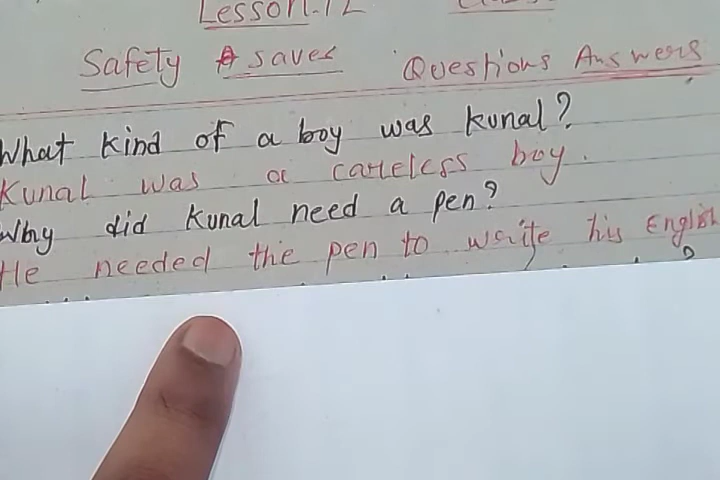 Lesson.12
Safety saves Questions Answers
What kind of a boy was kunal?
Kunal was a careless boy.
Why did kunal need a pen?
He needed the pen to write his English